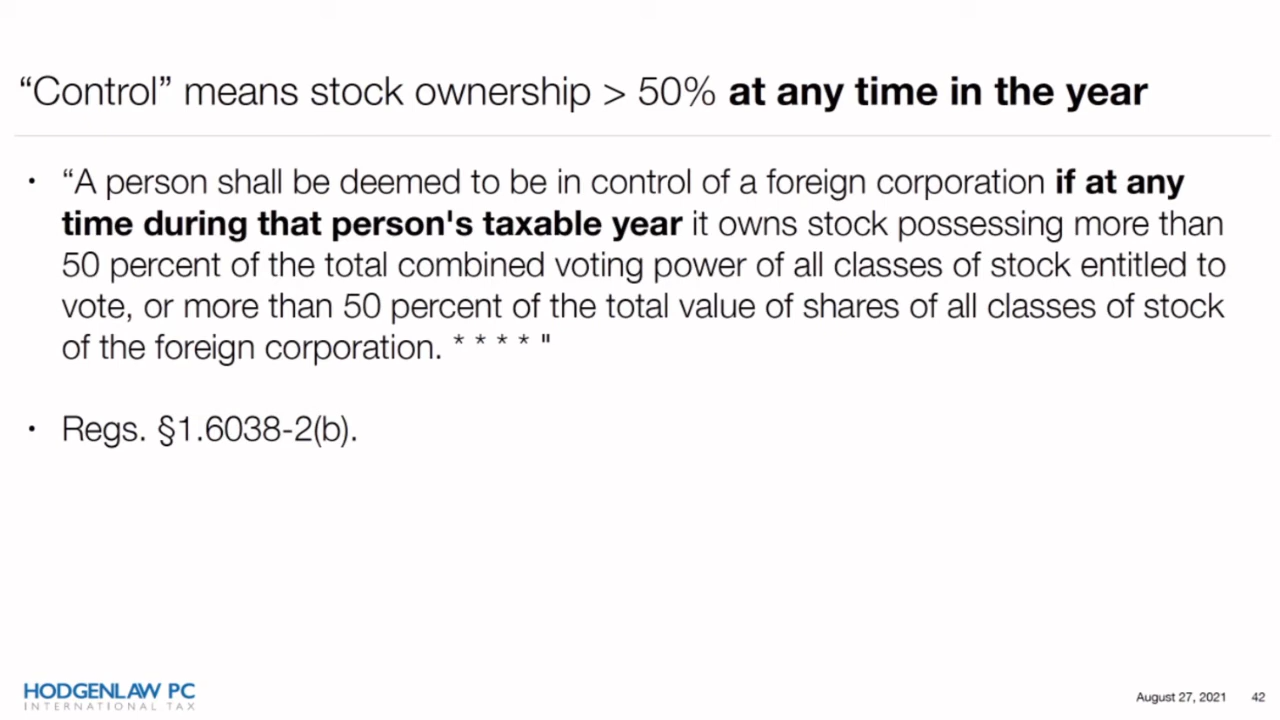 “Control” means stock ownership > 50% at any time in the year
• “A person shall be deemed to be in control of a foreign corporation if at any
time during that person's taxable year it owns stock possessing more than
50 percent of the total combined voting power of all classes of stock entitled to
vote, or more than 50 percent of the total value of shares of all classes of stock
of the foreign corporation. * * * * "
• Regs. §1.6038-2(b).
HODGENLAW PC
INTERNATIONAL TAX
August 27, 2021 42